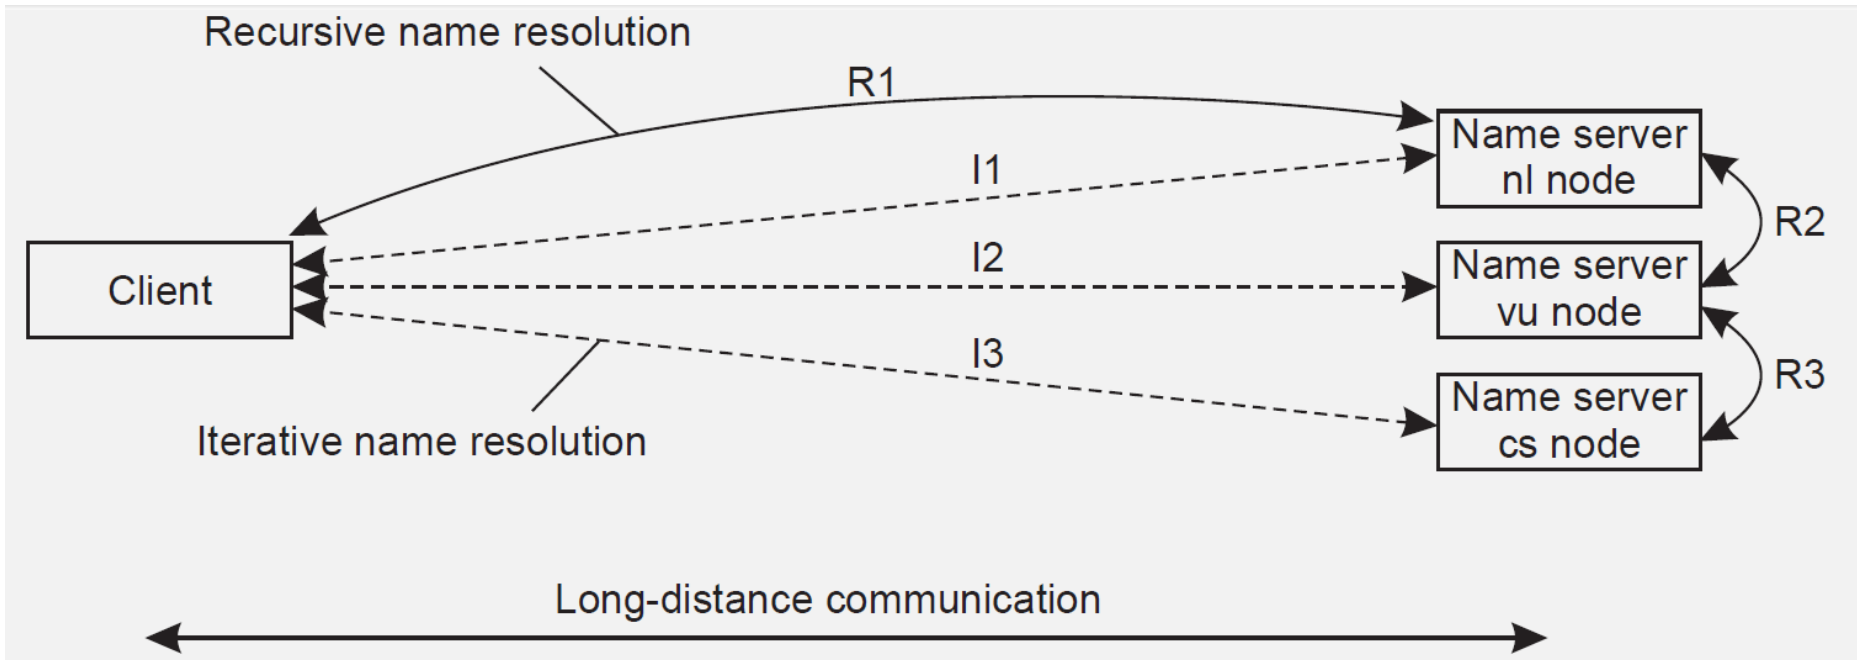 Recursive name resolution
R1
Name server
nl node
I1
R2
I2
Client
Name server
vu node
I3
R3
Name server
cs node
Iterative name resolution
Long-distance communication